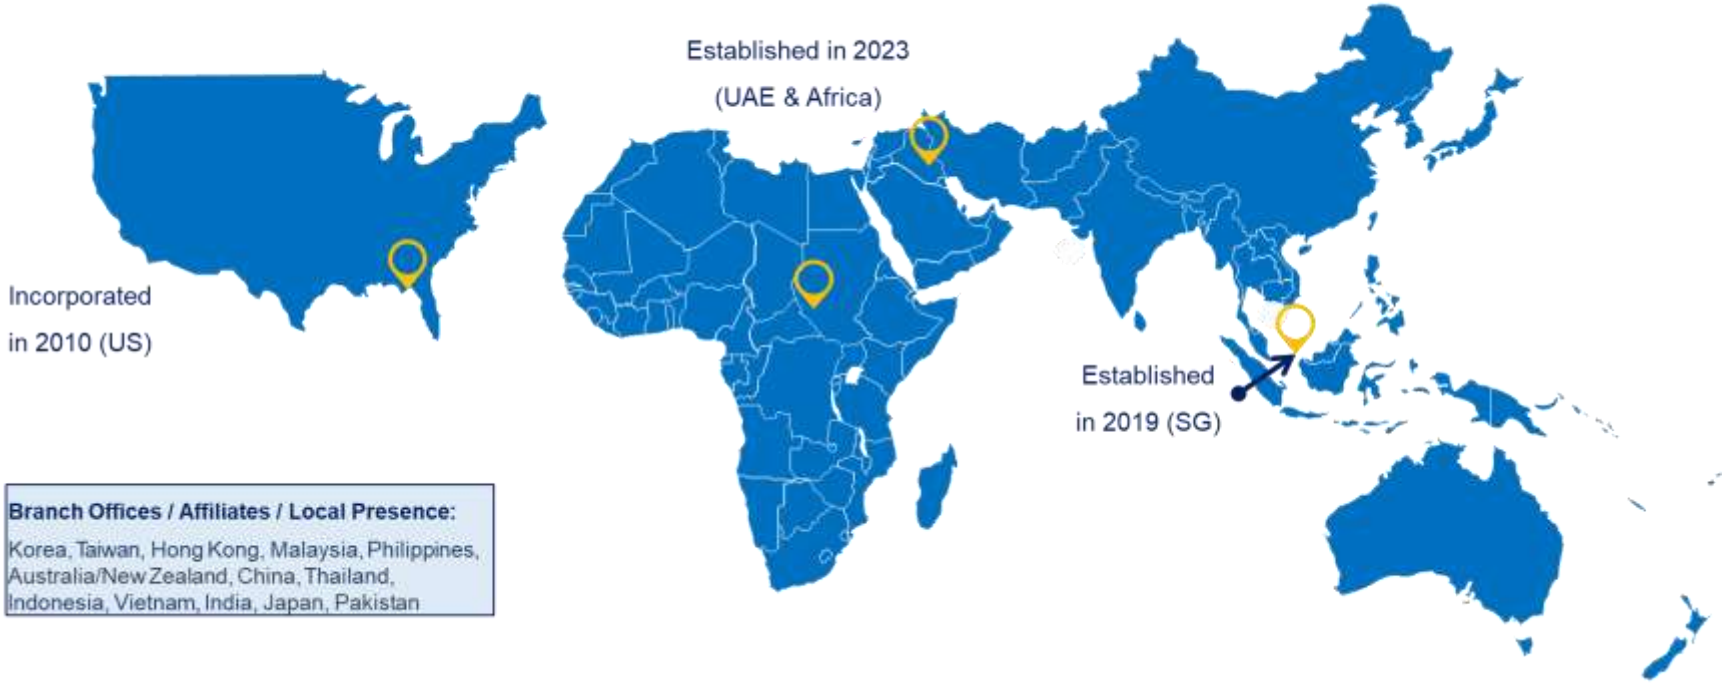 Established in 2023
(UAE & Africa)
Incorporated
in 2010 (US)
Established
in 2019 (SG)
Branch Offices / Affiliates / Local Presence:
Korea, Taiwan, Hong Kong, Malaysia, Philippines,
Australia/New Zealand, China, Thailand,
Indonesia, Vietnam, India, Japan, Pakistan